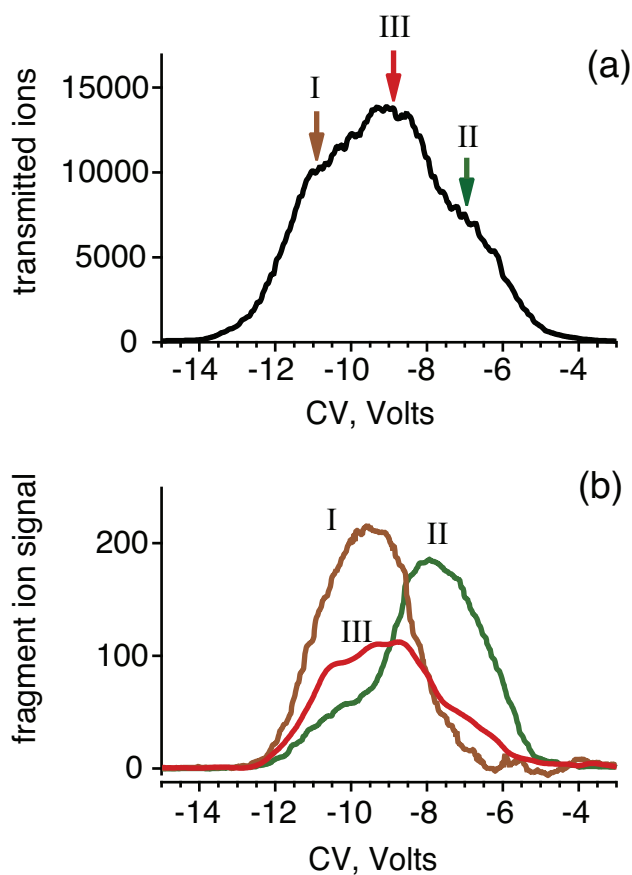 III
(a)
I
II
15000
10000
5000
0
transmitted ions
-14 -12 -10 -8 -6 -4
CV, Volts
(b)
I
II
III
200
100
0
fragment ion signal
-14 -12 -10 -8 -6 -4
CV, Volts